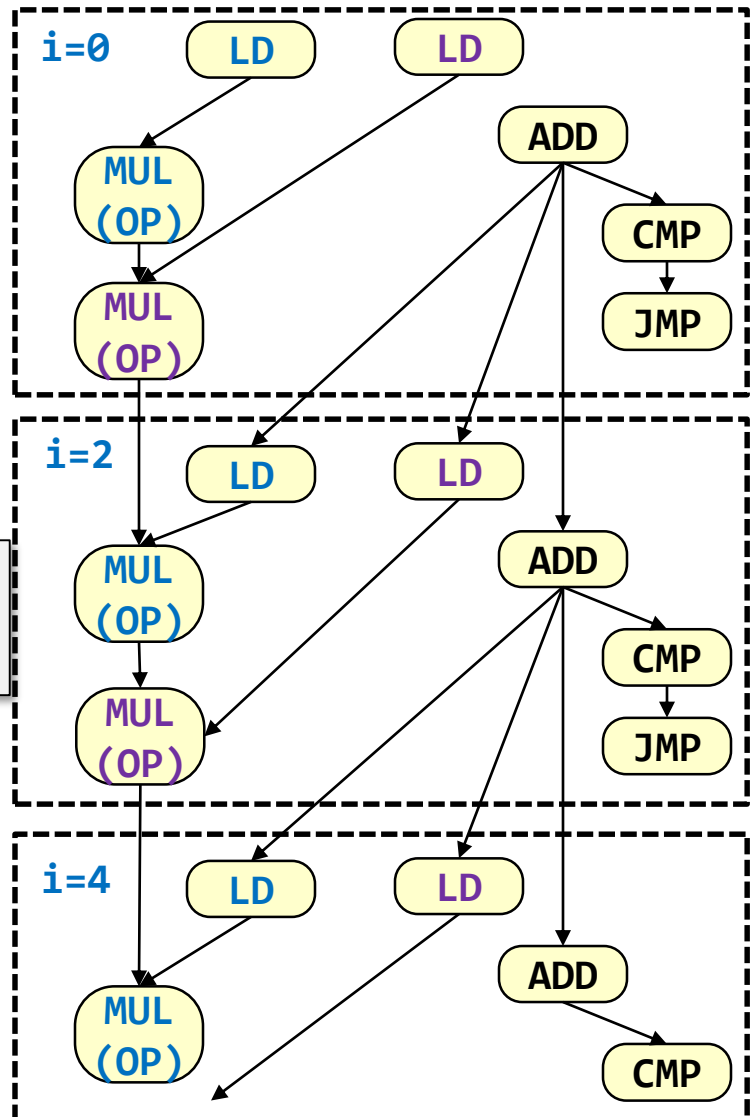 i=0
LD
LD
ADD
MUL
(OP)
CMP
MUL
(OP)
JMP
i=2
LD
LD
ADD
MUL
(OP)
CMP
MUL
(OP)
JMP
i=4
LD
LD
ADD
MUL
(OP)
CMP